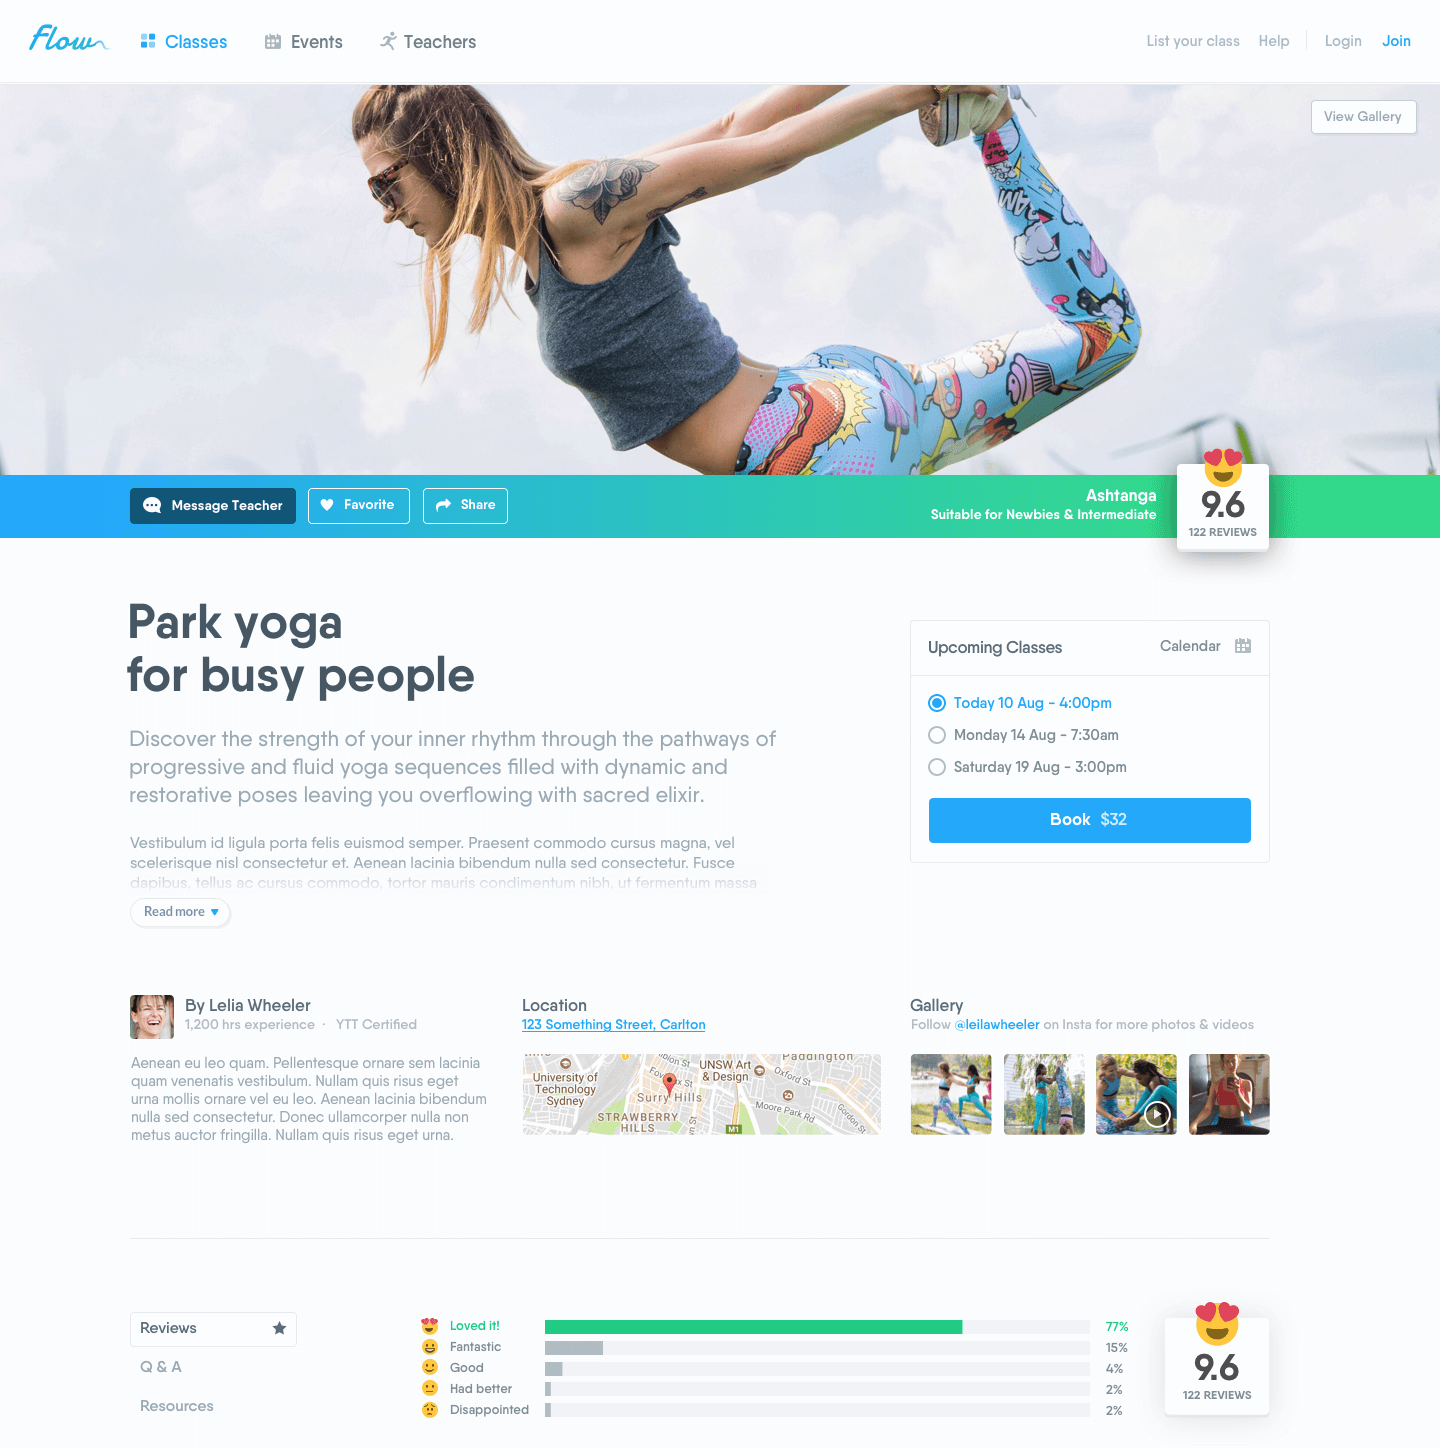 flow
Classes
Events
Teachers
List your class
Help
Login
Join
View Gallery
Message Teacher
Favorite
Share
Ashtanga
Suitable for Newbies & Intermediate
9.6
122 REVIEWS
Park yoga
for busy people
Discover the strength of your inner rhythm through the pathways of
progressive and fluid yoga sequences filled with dynamic and
restorative poses leaving you overflowing with sacred elixir.
Vestibulum id ligula porta felis euismod semper. Praesent commodo cursus magna, vel
scelerisque nisl consectetur et. Aenean lacinia bibendum nulla sed consectetur. Fusce
dapibus, tellus ac cursus commodo, tortor mauris condimentum nibh, ut fermentum massa
Read more
Upcoming Classes
Calendar
Today 10 Aug - 4:00pm
Monday 14 Aug - 7:30am
Saturday 19 Aug - 3:00pm
Book $32
By Lelia Wheeler
1,200 hrs experience · YTT Certified
Aenean eu leo quam. Pellentesque ornare sem lacinia
quam venenatis vestibulum. Nullam quis risus eget
urna mollis ornare vel eu leo. Aenean lacinia bibendum
nulla sed consectetur. Donec ullamcorper nulla non
metus auctor fringilla. Nullam quis risus eget urna.
Location
123 Something Street, Carlton
Paddington
University of
Technology
Sydney
UNSW Art
& Design
Oxford St
Surry Hills
Moore Park Rd
Gordon St
STRAWBERRY
HILLS
M1
Gallery
Follow @leilawheeler on Insta for more photos & videos
Reviews
Q & A
Resources
Loved it! 77%
Fantastic 15%
Good 4%
Had better 2%
Disappointed 2%
9.6
122 REVIEWS